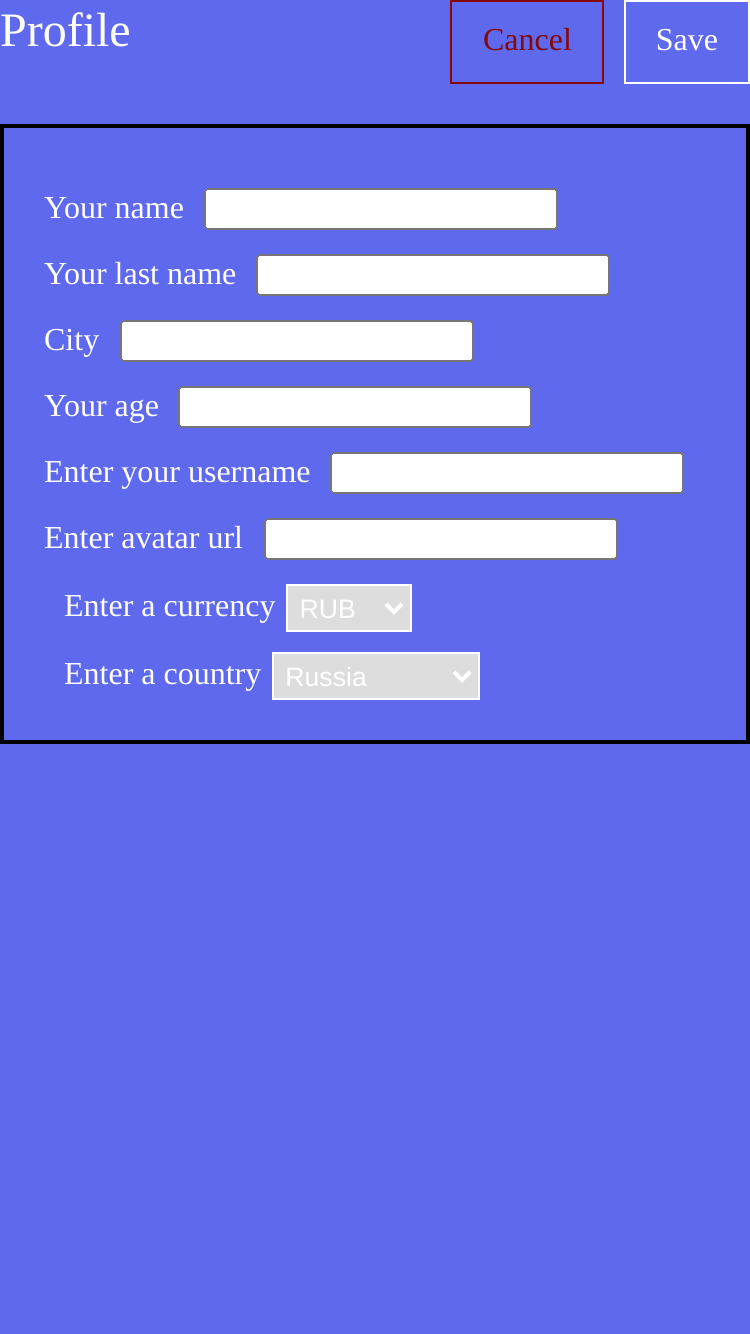 Profile Cancel Save
Your name
Your last name
City
Your age
Enter your username
Enter avatar url
Enter a currency RUB
Enter a country Russia